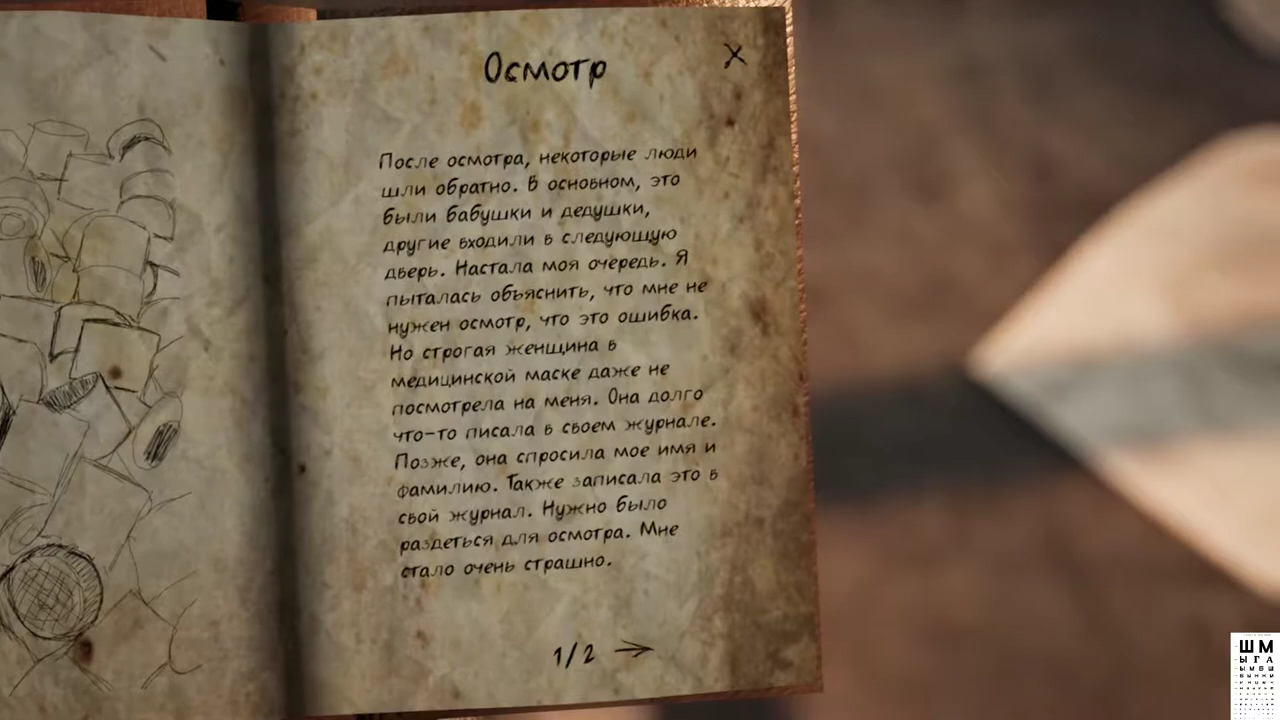 Осмотр
X
После осмотра, некоторые люди
шли обратно. В основном, это
были бабушки и дедушки,
другие входили в следующую
дверь. Настала моя очередь. Я
пыталась объяснить, что мне не
нужен осмотр, что это ошибка.
Но строгая женщина в
медицинской маске даже не
посмотрела на меня. Она долго
что-то писала в своем журнале.
Позже, она спросила мое имя и
фамилию. Также записала это в
свой журнал. Нужно было
раздеться для осмотра. Мне
стало очень страшно.
1/2 →
Ш М
Ы Г А
Ы М Б Ш